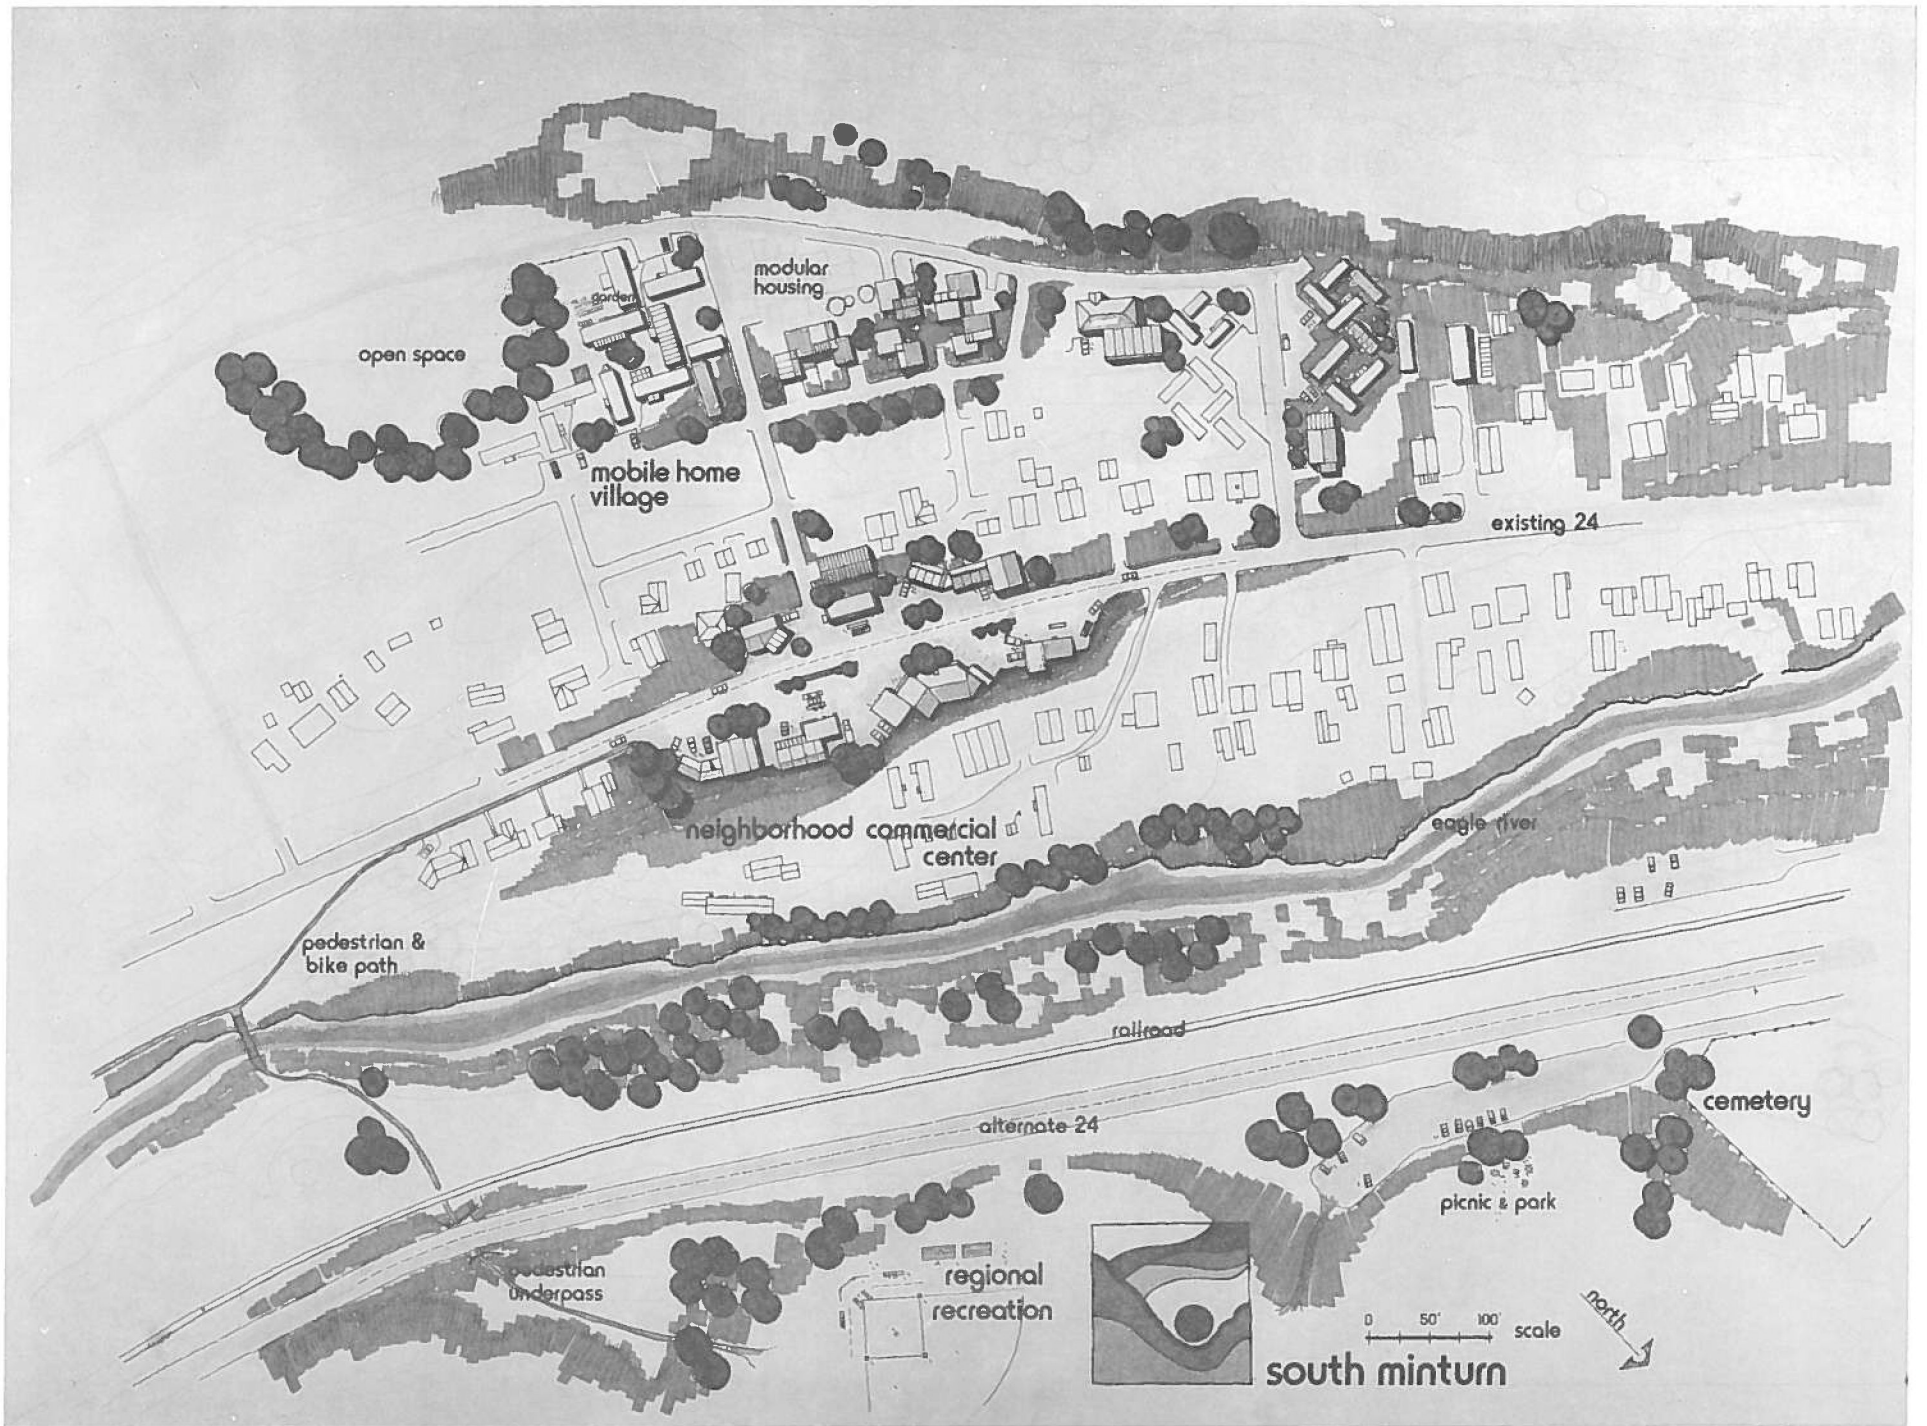 modular
housing
garden
open space
mobile home
village
existing 24
neighborhood commercial
center
eagle river
pedestrian &
bike path
railroad
alternate 24
cemetery
picnic & park
pedestrian
underpass
regional
recreation
0 50' 100' scale
north
south minturn